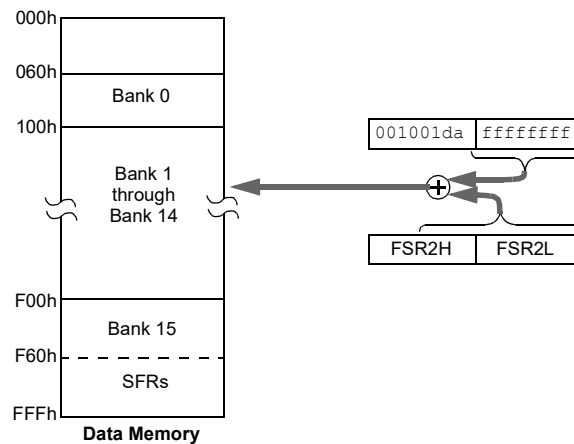 000h
060h
Bank 0
100h
001001da ffffffff
Bank 1
through
Bank 14
FSR2H FSR2L
F00h
Bank 15
F60h
SFRs
FFFh
Data Memory